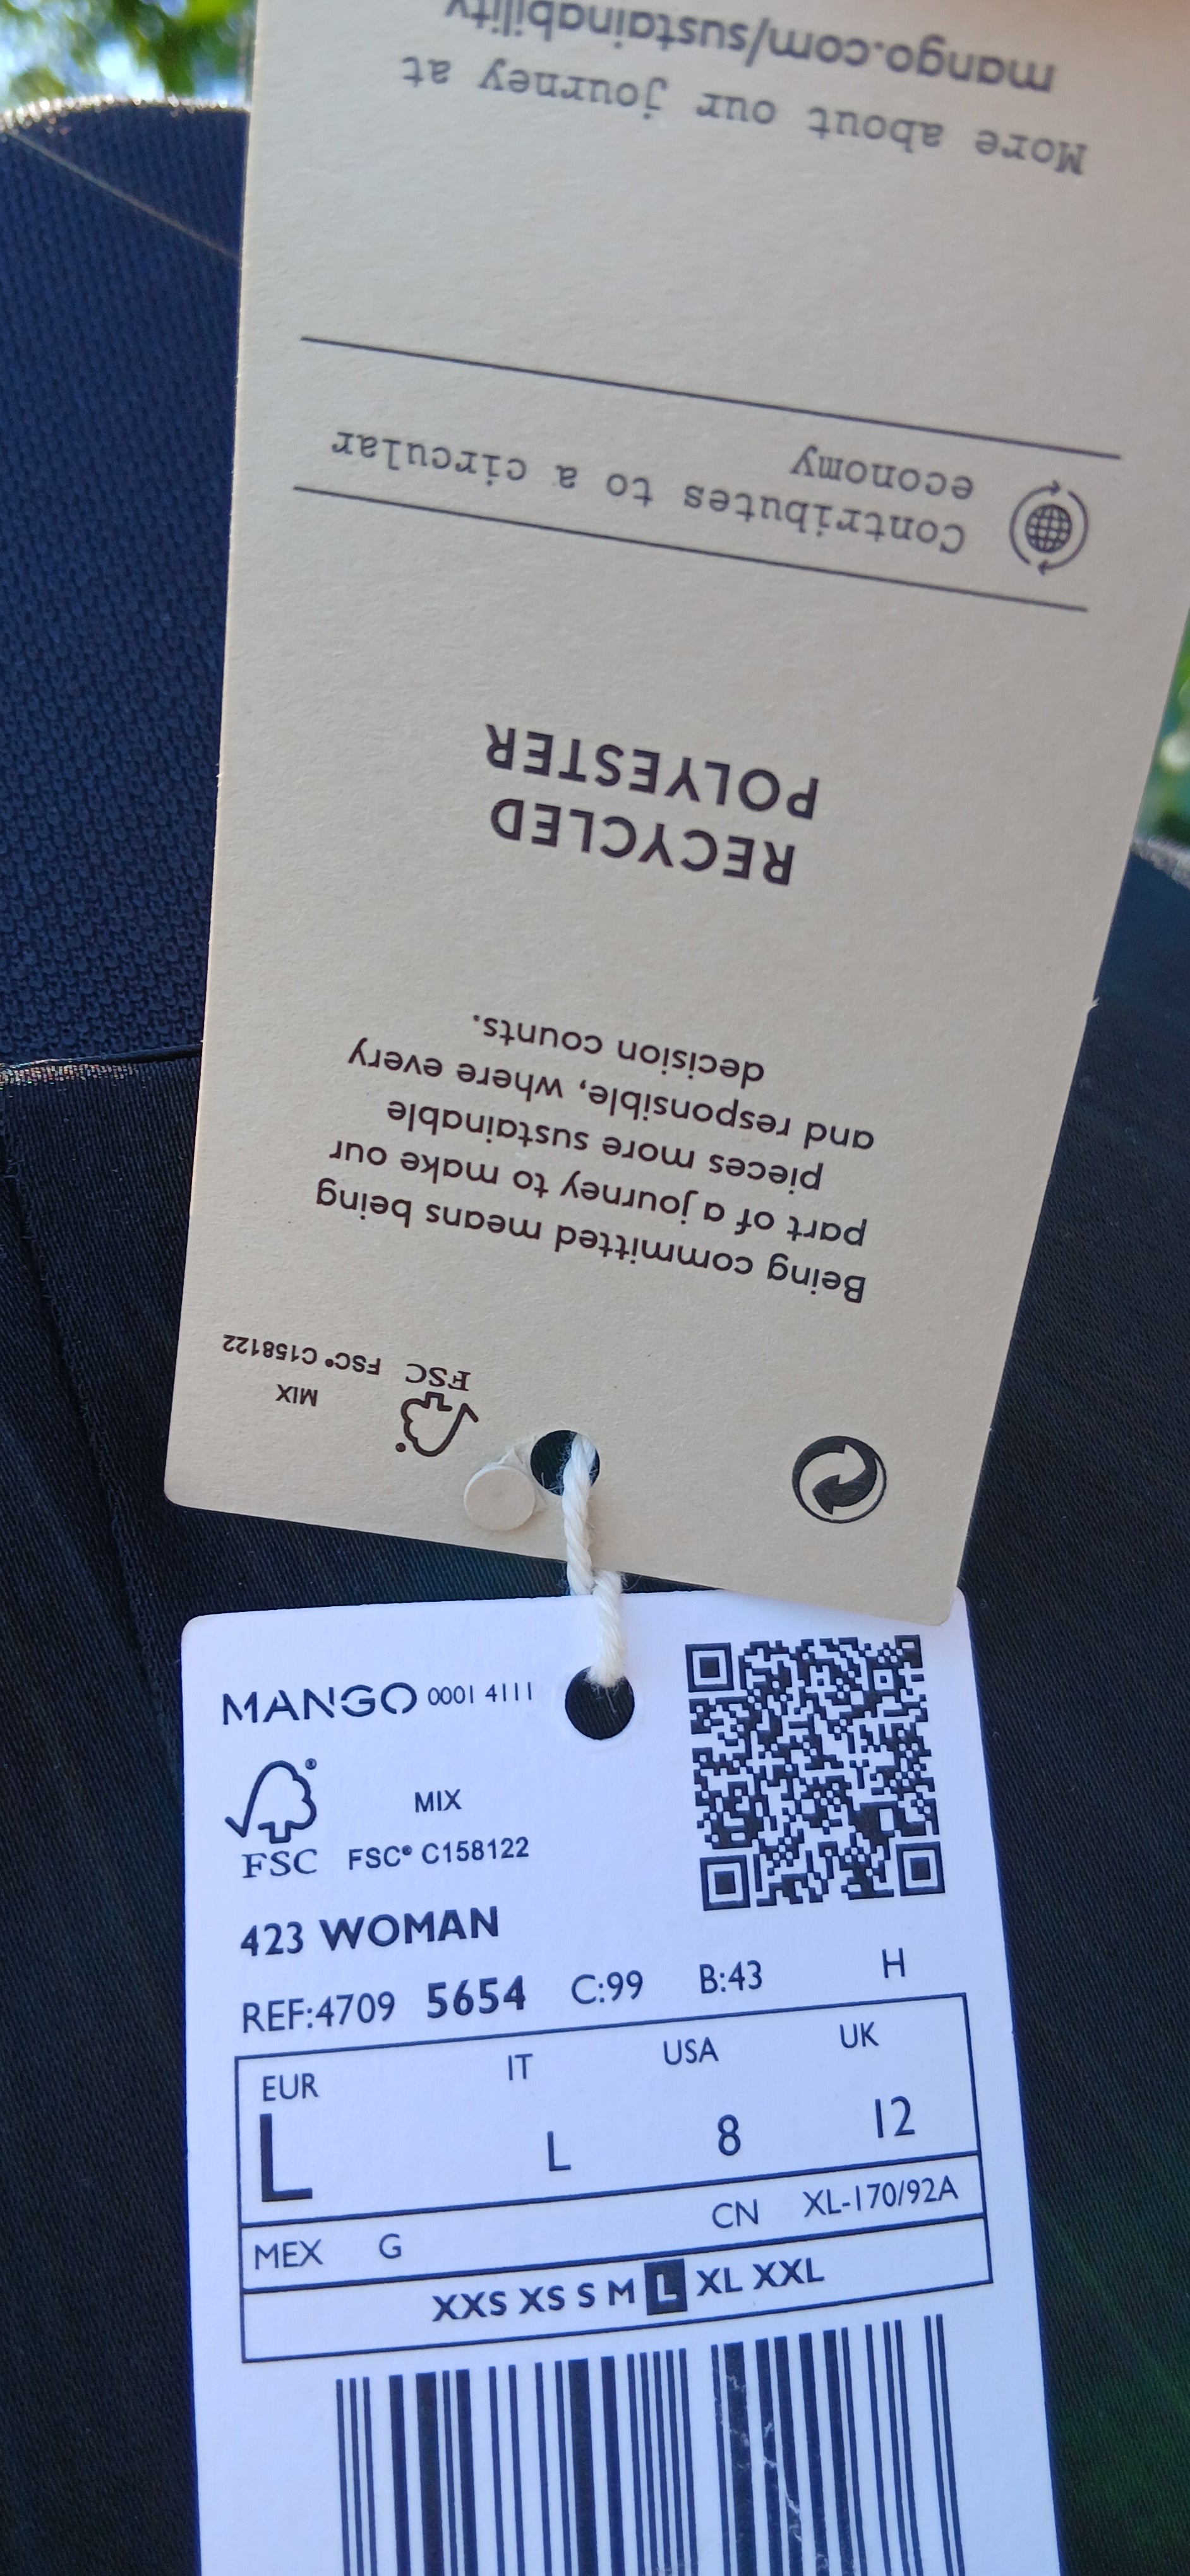 MIX
FSC
FSC® C158122
Being committed means being
part of a journey to make our
pieces more sustainable
and responsible, where every
decision counts.
RECYCLED
POLYESTER
Contributes to a circular
economy
More about our journey at
mango.com/sustainability
MANGO 0001 4111
MIX
FSC
FSC® C158122
423 WOMAN
REF:4709 5654 C:99 B:43 H
EUR IT USA UK
L L 8 12
MEX G CN XL-170/92A
XXS XS S M L XL XXL